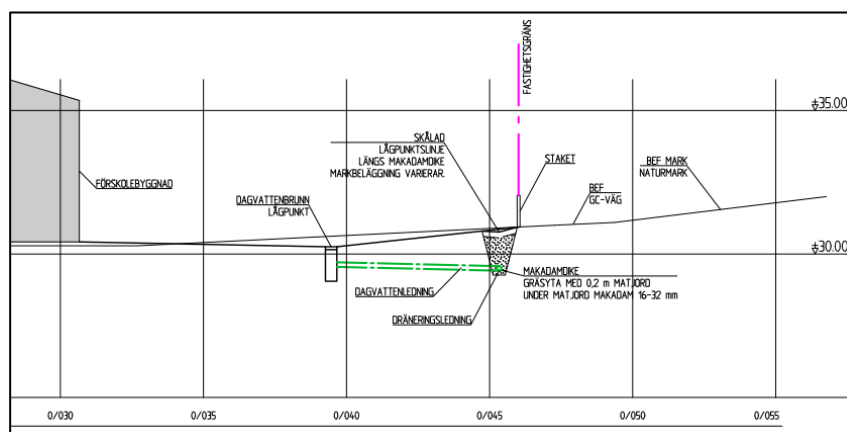 FASTIGHETSGRÄNS
+35.00
SKÅLAD
LÅGPUNKTSLINJE
LÄNGS MAKADAMDIKE
MARKBELÄGGNING VARIERAR.
STAKET
BEF MARK
NATURMARK
FÖRSKOLEBYGGNAD
BEF
GC-VÄG
DAGVATTENBRUNN
LÅGPUNKT
+30.00
MAKADAMDIKE
GRÄSYTA MED 0,2 m MATJORD
UNDER MATJORD MAKADAM 16-32 mm
DAGVATTENLEDNING
DRÄNERINGSLEDNING
0/030 0/035 0/040 0/045 0/050 0/055